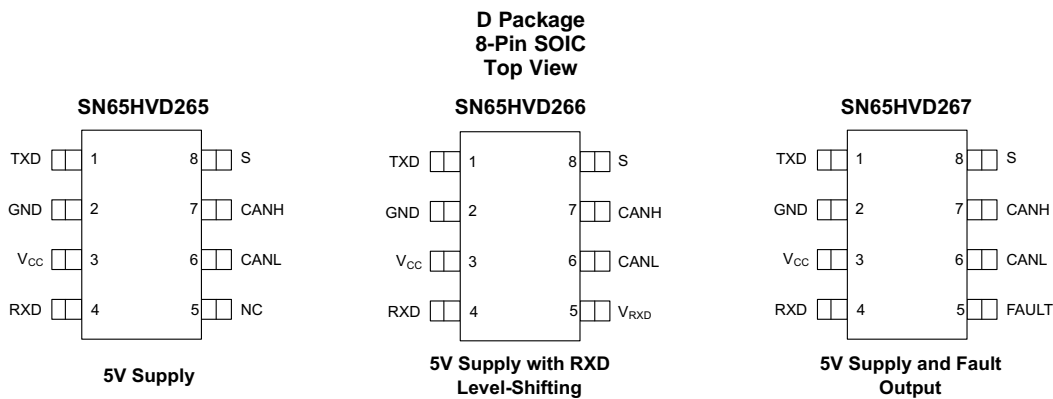 D Package
8-Pin SOIC
Top View
SN65HVD265
TXD 1 8 S
GND 2 7 CANH
VCC 3 6 CANL
RXD 4 5 NC
5V Supply
SN65HVD266
TXD 1 8 S
GND 2 7 CANH
VCC 3 6 CANL
RXD 4 5 VRXD
5V Supply with RXD
Level-Shifting
SN65HVD267
TXD 1 8 S
GND 2 7 CANH
VCC 3 6 CANL
RXD 4 5 FAULT
5V Supply and Fault
Output